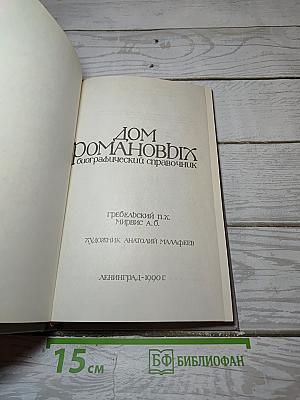 ДОМ
РОМАНОВЫХ
биографический справочник
ГРЕБЕЛЬСКИЙ П.Х.
МИРВИС А.Б.
ХУДОЖНИК АНАТОЛИЙ МАЛАФЕЕВ
ЛЕНИНГРАД-1990 г.
15 см
БФ БИБЛИОФАН